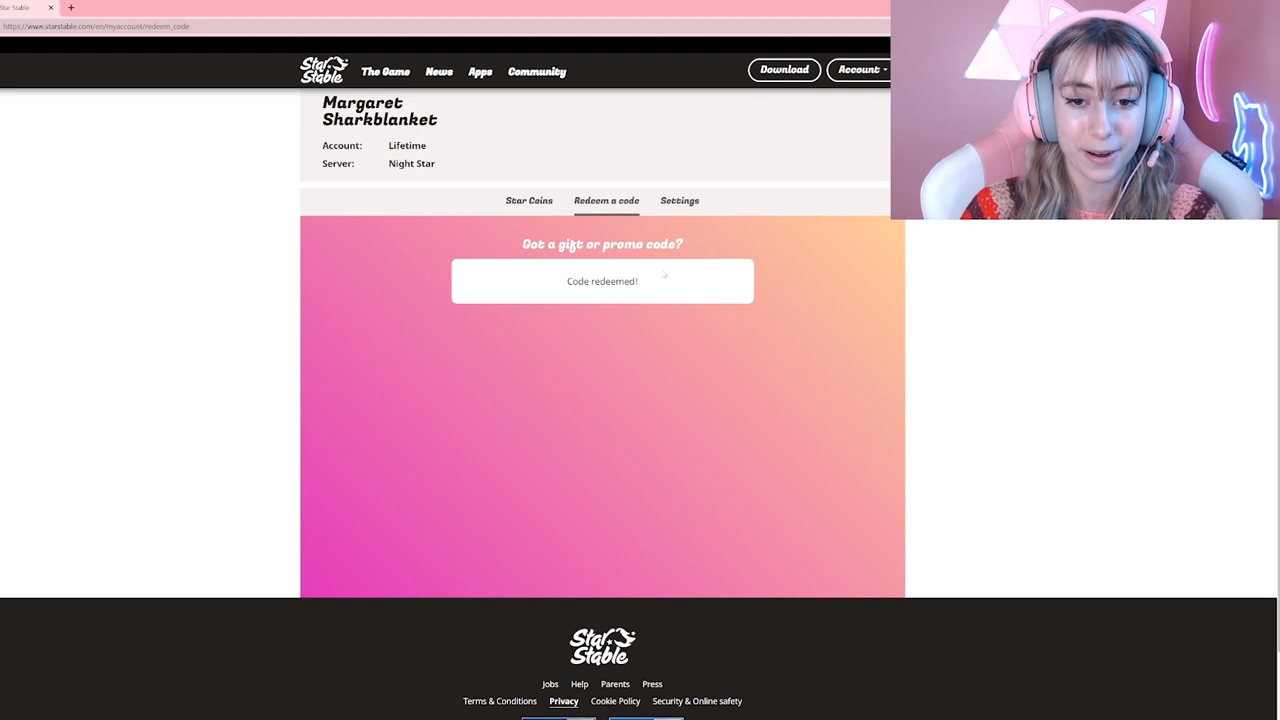 Star Stable
https://www.starstable.com/en/myaccount/redeem_code
Star Stable
The Game
News
Apps
Community
Download
Account
Margaret
Sharkblanket
Account: Lifetime
Server: Night Star
Star Coins
Redeem a code
Settings
Got a gift or promo code?
Code redeemed!
Star
Stable
Jobs
Help
Parents
Press
Terms & Conditions
Privacy
Cookie Policy
Security & Online safety